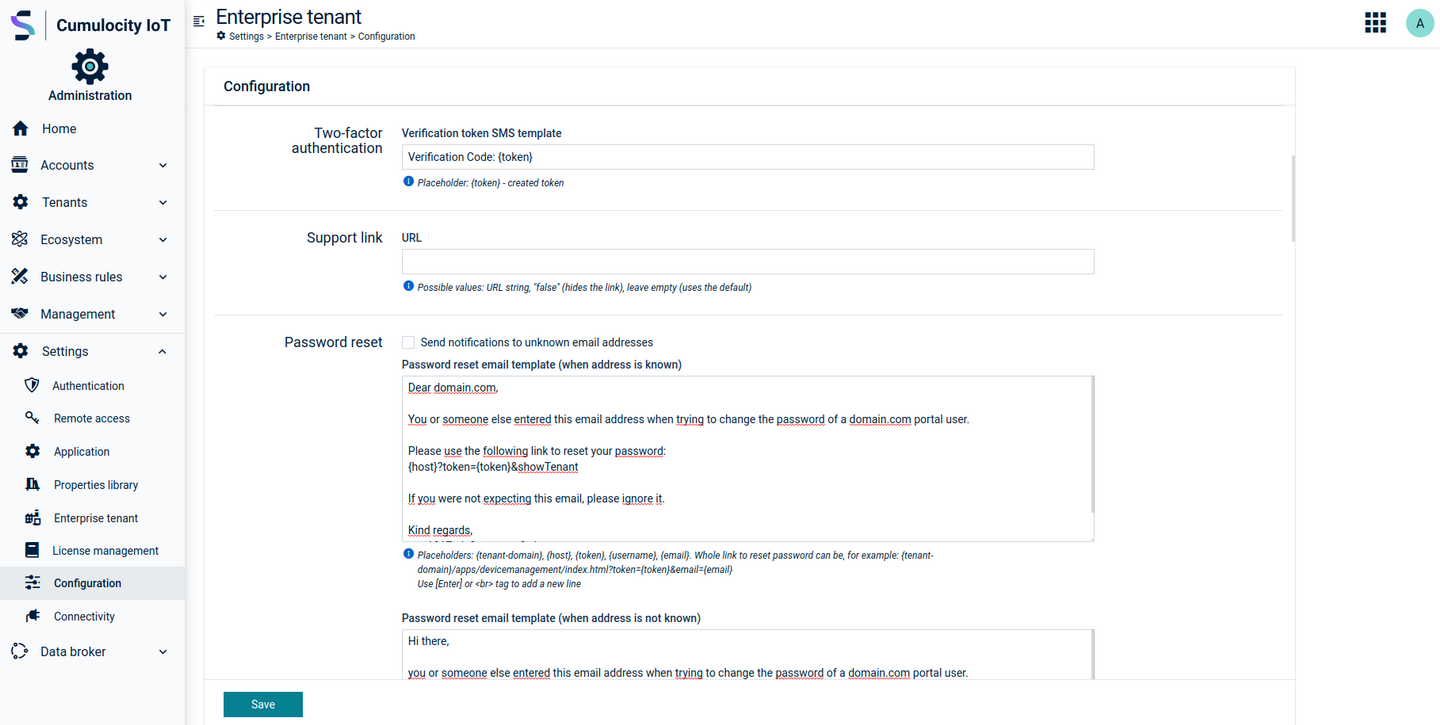 Cumulocity IoT
Administration
Home
Accounts
Tenants
Ecosystem
Business rules
Management
Settings
Authentication
Remote access
Application
Properties library
Enterprise tenant
License management
Configuration
Connectivity
Data broker
Enterprise tenant
Settings > Enterprise tenant > Configuration
A
Configuration
Two-factor
authentication
Verification token SMS template
Verification Code: {token}
Placeholder: {token} - created token
Support link
URL
Possible values: URL string, "false" (hides the link), leave empty (uses the default)
Password reset
Send notifications to unknown email addresses
Password reset email template (when address is known)
Dear domain.com,
You or someone else entered this email address when trying to change the password of a domain.com portal user.
Please use the following link to reset your password:
{host}?token={token}&showTenant
If you were not expecting this email, please ignore it.
Kind regards,
Placeholders: {tenant-domain}, {host}, {token}, {username}, {email}. Whole link to reset password can be, for example: {tenant-
domain}/apps/devicemanagement/index.html?token={token}&email={email}
Use [Enter] or <br> tag to add a new line
Password reset email template (when address is not known)
Hi there,
you or someone else entered this email address when trying to change the password of a domain.com portal user.
Save